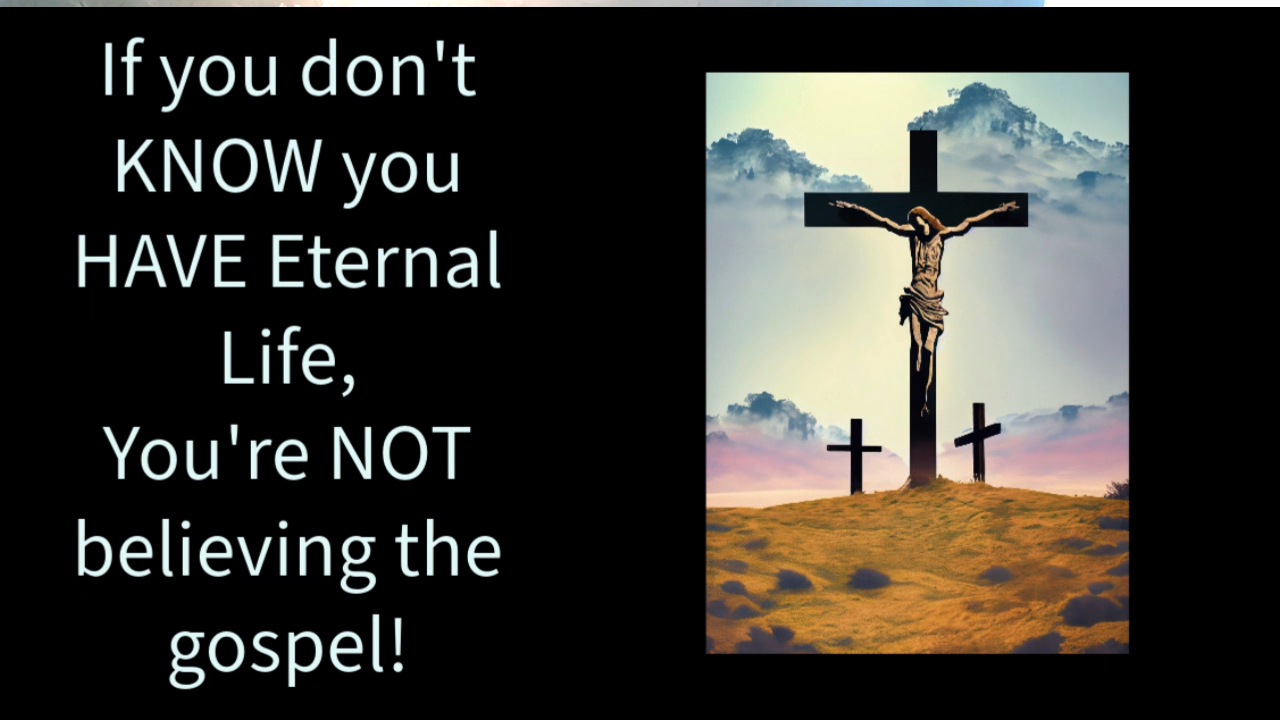 If you don't
KNOW you
HAVE Eternal
Life,
You're NOT
believing the
gospel!